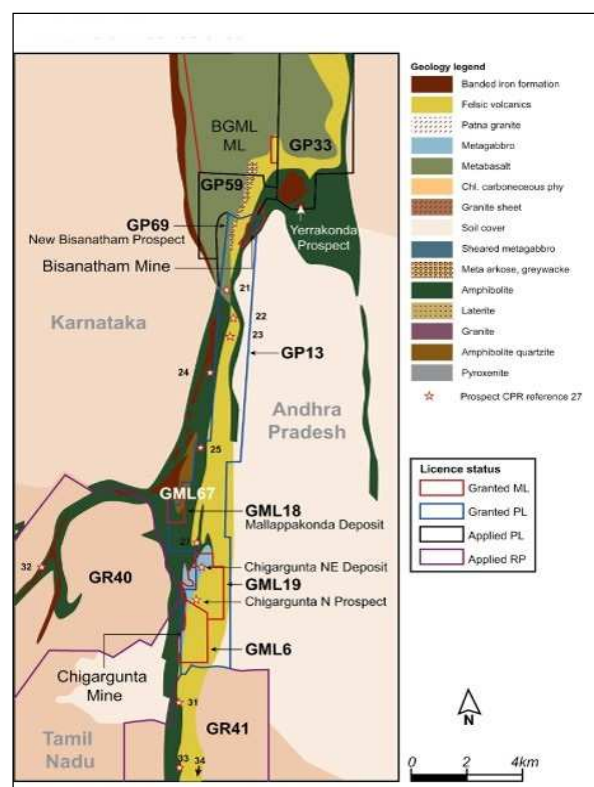 Geology legend
Banded iron formation
Felsic volcanics
Patna granite
Metagabbro
Metabasalt
Chl. carboneceous phy
Granite sheet
Soil cover
Sheared metagabbro
Meta arkose, greywacke
Amphibolite
Laterite
Granite
Amphibolite quartzite
Pyroxenite
Prospect CPR reference 27
Licence status
Granted ML
Granted PL
Applied PL
Applied RP
BGML
ML
GP33
GP59
GP69
New Bisanatham Prospect
Yerrakonda
Prospect
Bisanatham Mine
21
Karnataka
22
23
GP13
24
Andhra
Pradesh
25
GML67
GML18
Mallappakonda Deposit
27
32
Chigargunta NE Deposit
GR40
GML19
Chigargunta N Prospect
GML6
Chigargunta
Mine
31
GR41
Tamil
Nadu
33
34
N
0
2
4km